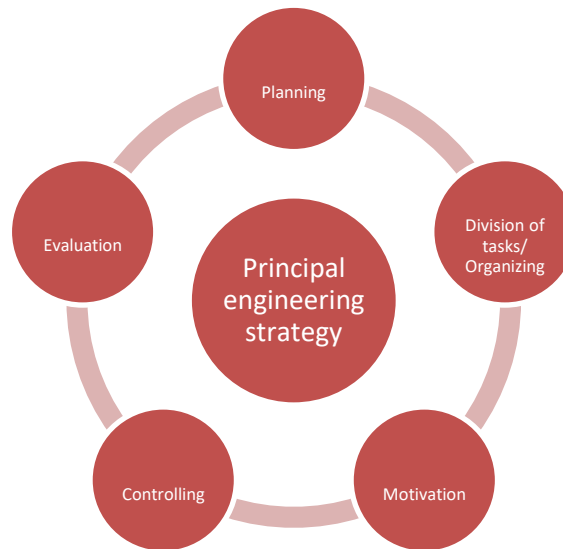 Planning
Division of
tasks/
Organizing
Motivation
Controlling
Evaluation
Principal
engineering
strategy